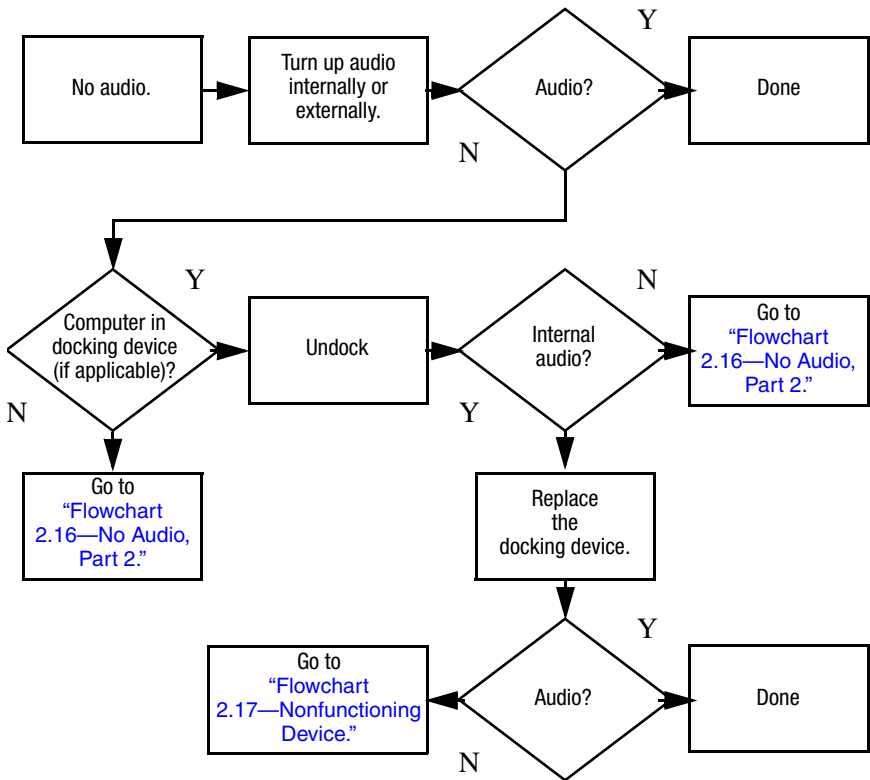 No audio.
Turn up audio
internally or
externally.
Audio?
Y
N
Done
Computer in
docking device
(if applicable)?
Y
N
Undock
Internal
audio?
N
Y
Go to
“Flowchart
2.16—No Audio,
Part 2.”
Go to
“Flowchart
2.16—No Audio,
Part 2.”
Replace
the
docking device.
Audio?
Y
N
Done
Go to
“Flowchart
2.17—Nonfunctioning
Device.”